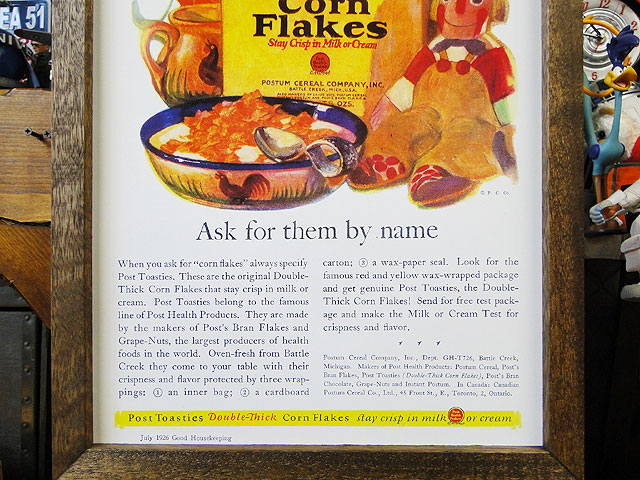 EA 51
Corn
Flakes
Stay Crisp in Milk or Cream
POSTUM CEREAL COMPANY, INC.
BATTLE CREEK, MICH., U.S.A.
OZS.
© P. C. Co.
Ask for them by name
When you ask for “corn flakes” always specify
Post Toasties. These are the original Double-
Thick Corn Flakes that stay crisp in milk or
cream. Post Toasties belong to the famous
line of Post Health Products. They are made
by the makers of Post's Bran Flakes and
Grape-Nuts, the largest producers of health
foods in the world. Oven-fresh from Battle
Creek they come to your table with their
crispness and flavor protected by three wrap-
pings: ① an inner bag; ② a cardboard
carton; ③ a wax-paper seal. Look for the
famous red and yellow wax-wrapped package
and get genuine Post Toasties, the Double-
Thick Corn Flakes! Send for free test pack-
age and make the Milk or Cream Test for
crispness and flavor.
Postum Cereal Company, Inc., Dept. GH-T726, Battle Creek,
Michigan. Makers of Post Health Products: Postum Cereal, Post's
Bran Flakes, Post Toasties (Double-Thick Corn Flakes), Post's Bran
Chocolate, Grape-Nuts and Instant Postum. In Canada: Canadian
Postum Cereal Co., Ltd., 45 Front St., E., Toronto, 2, Ontario.
Post Toasties Double-Thick Corn Flakes stay crisp in milk or cream
July 1926 Good Housekeeping